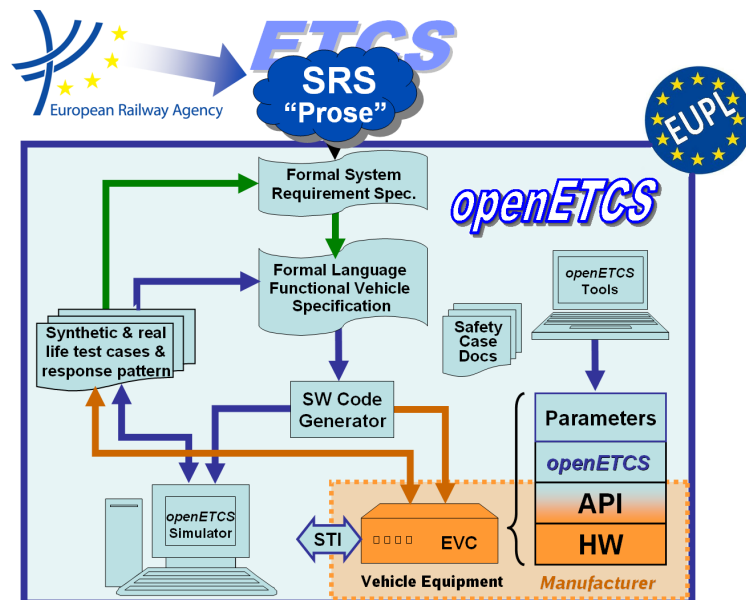 ETCS
SRS
“Prose”
European Railway Agency
EUPL
Formal System
Requirement Spec.
openETCS
Formal Language
Functional Vehicle
Specification
openETCS
Tools
Synthetic & real
life test cases &
response pattern
Safety
Case
Docs
SW Code
Generator
Parameters
openETCS
API
HW
openETCS
Simulator
STI
EVC
Vehicle Equipment
Manufacturer